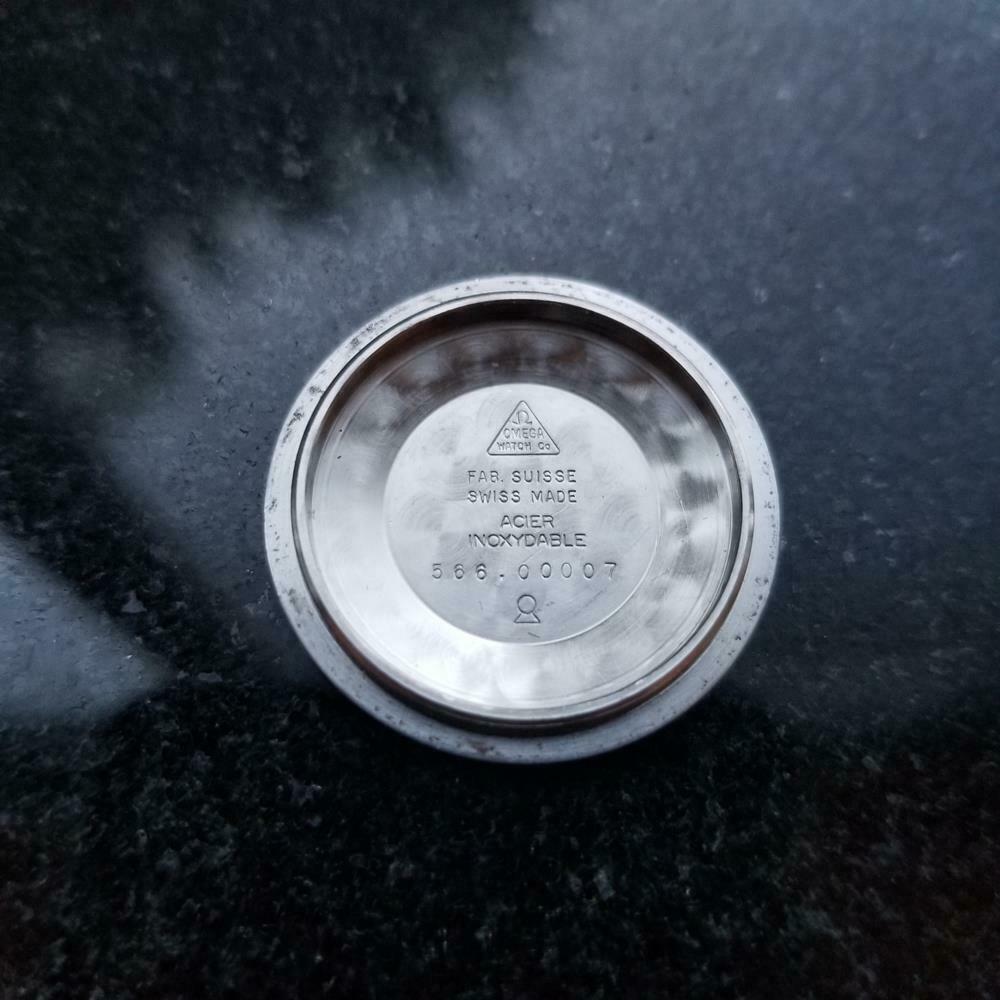 Ω
OMEGA
WATCH Co
FAB. SUISSE
SWISS MADE
ACIER
INOXYDABLE
566.00007